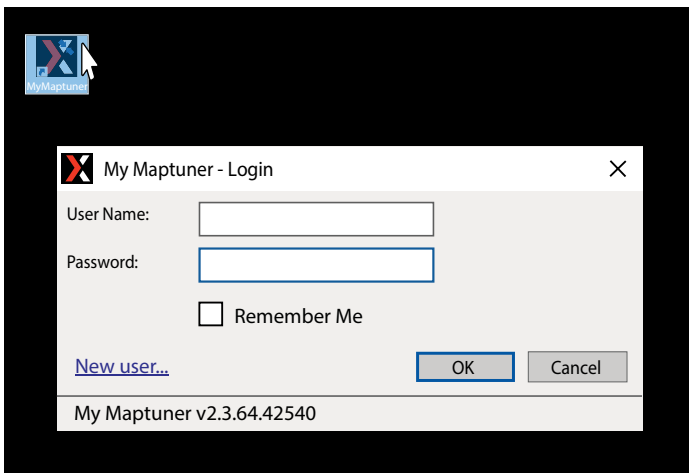 MyMaptuner
My Maptuner - Login
User Name:
Password:
Remember Me
New user...
OK
Cancel
My Maptuner v2.3.64.42540